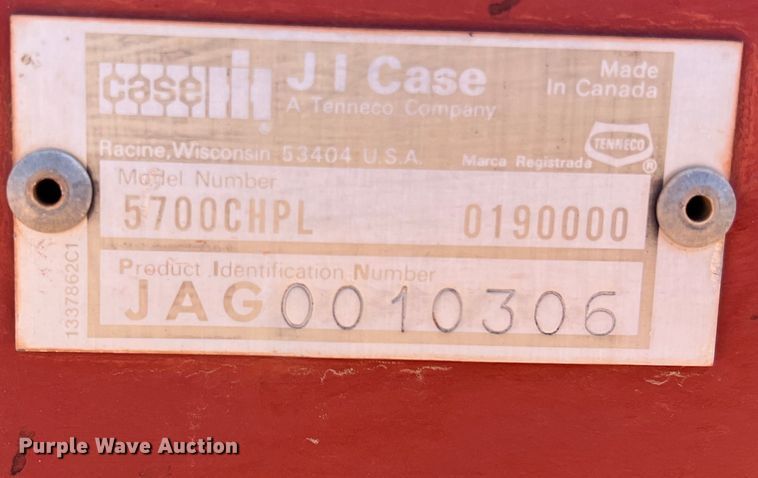 case IH ®
J I Case
A Tenneco Company
Made
In Canada
Racine, Wisconsin 53404 U.S.A.
Marca Registrada
TENNECO ®
Model Number
5700CHPL 0190000
Product Identification Number
JAG0010306
1337862C1
Purple Wave Auction